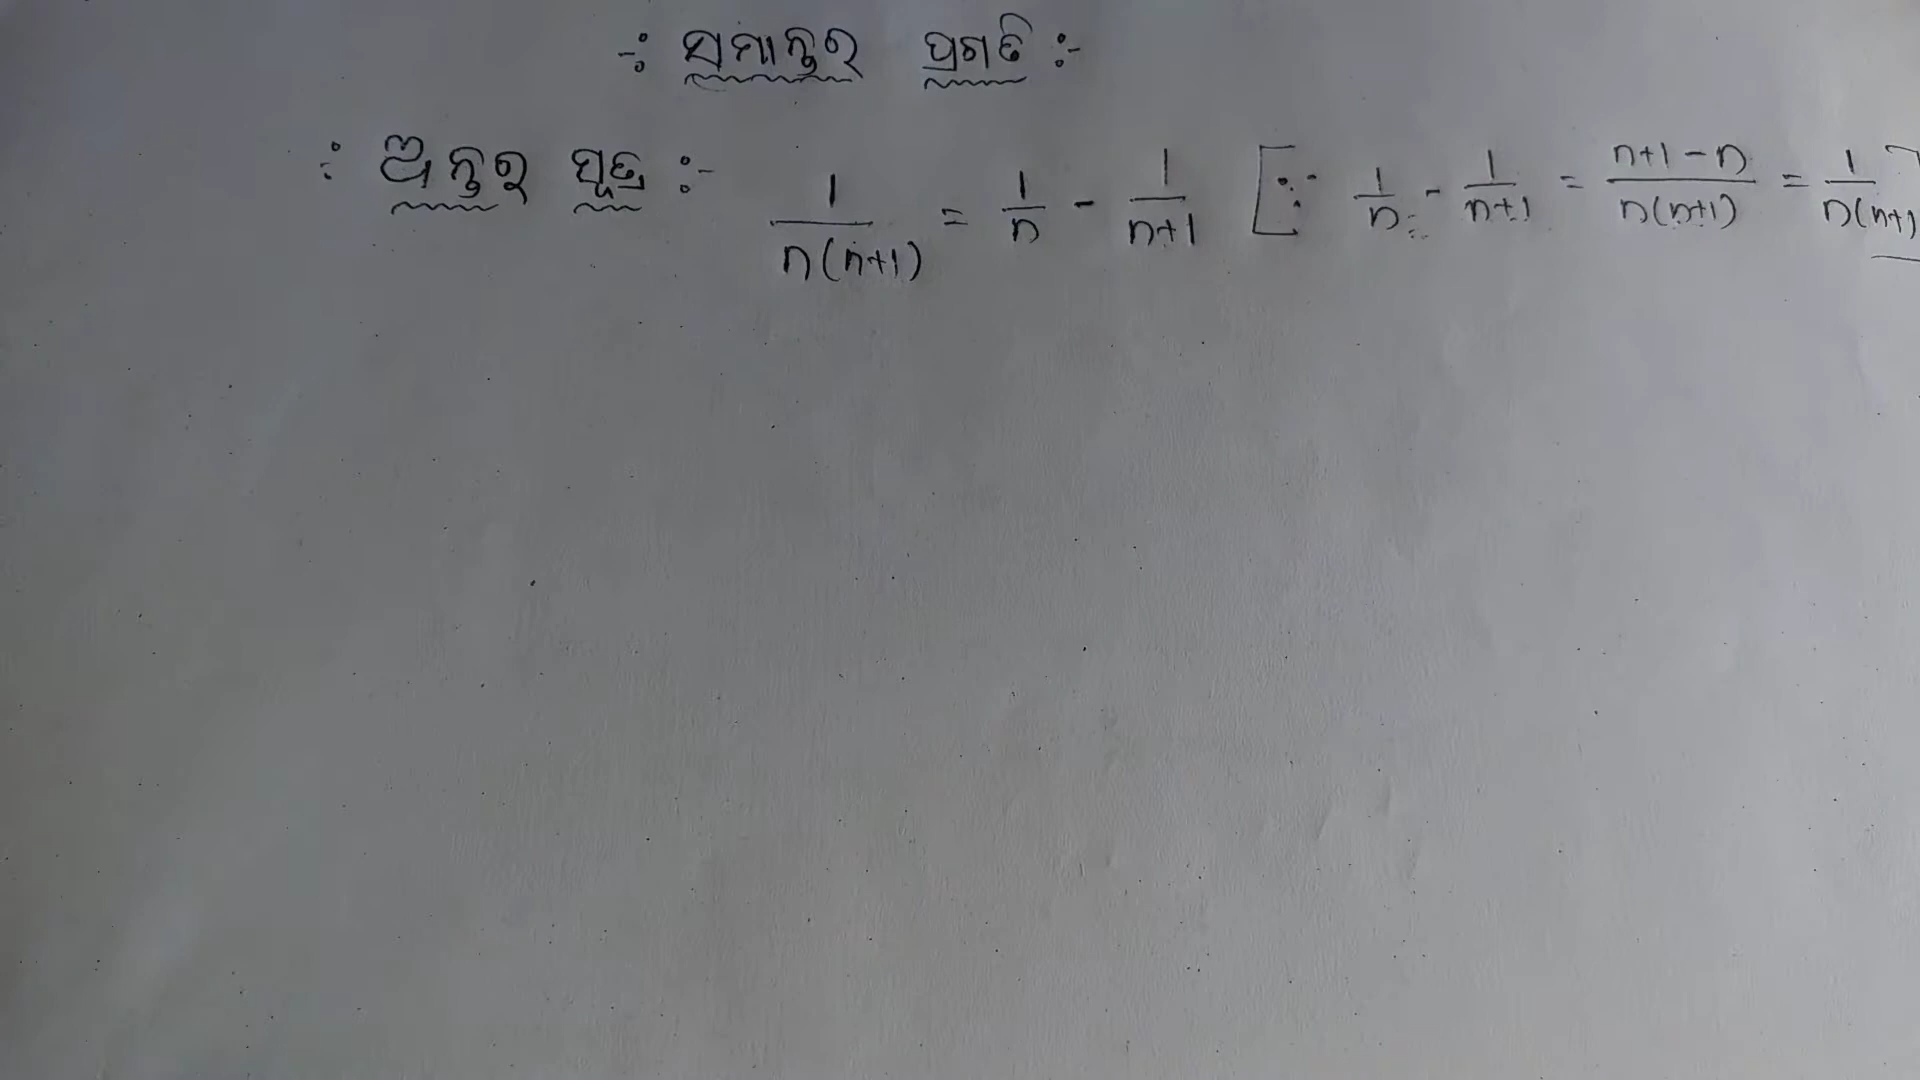 -: ସମାନ୍ତର ପ୍ରଗତି :-
: ଅନ୍ତର ସୂତ୍ର :- 1/n(n+1) = 1/n - 1/n+1 [∵ 1/n - 1/n+1 = n+1-n/n(n+1) = 1/n(n+1)]